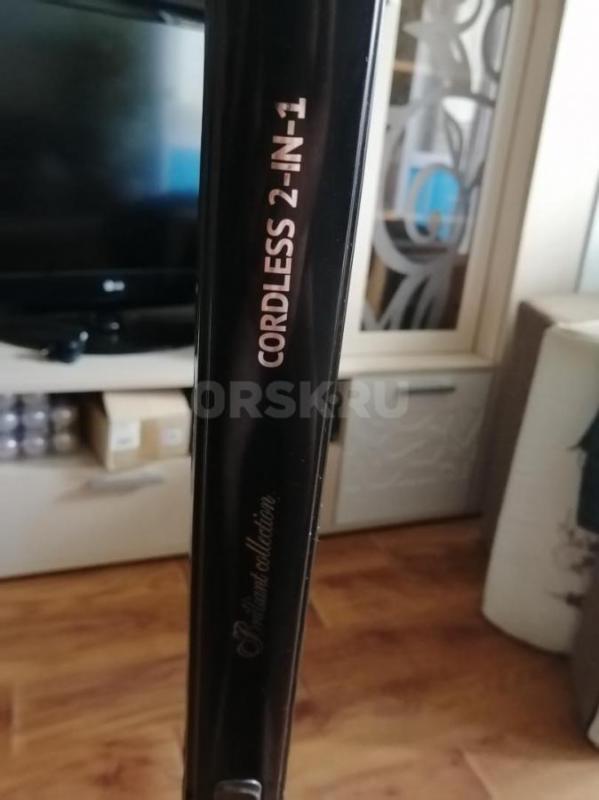 CORDLESS 2-IN-1
ORSK.RU
Brilliant collection
LG